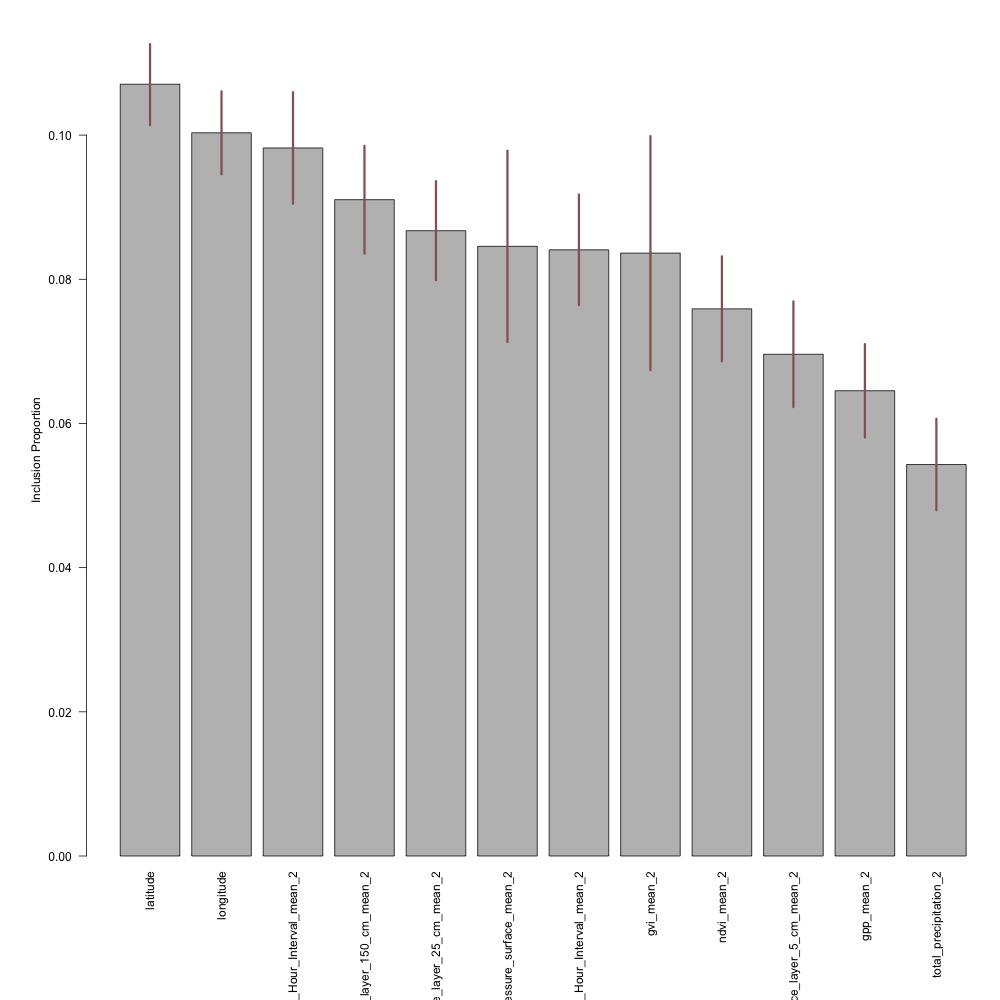 Inclusion Proportion
0.10
0.08
0.06
0.04
0.02
0.00
latitude
longitude
_Hour_Interval_mean_2
_layer_150_cm_mean_2
e_layer_25_cm_mean_2
essure_surface_mean_2
_Hour_Interval_mean_2
gvi_mean_2
ndvi_mean_2
ce_layer_5_cm_mean_2
gpp_mean_2
total_precipitation_2